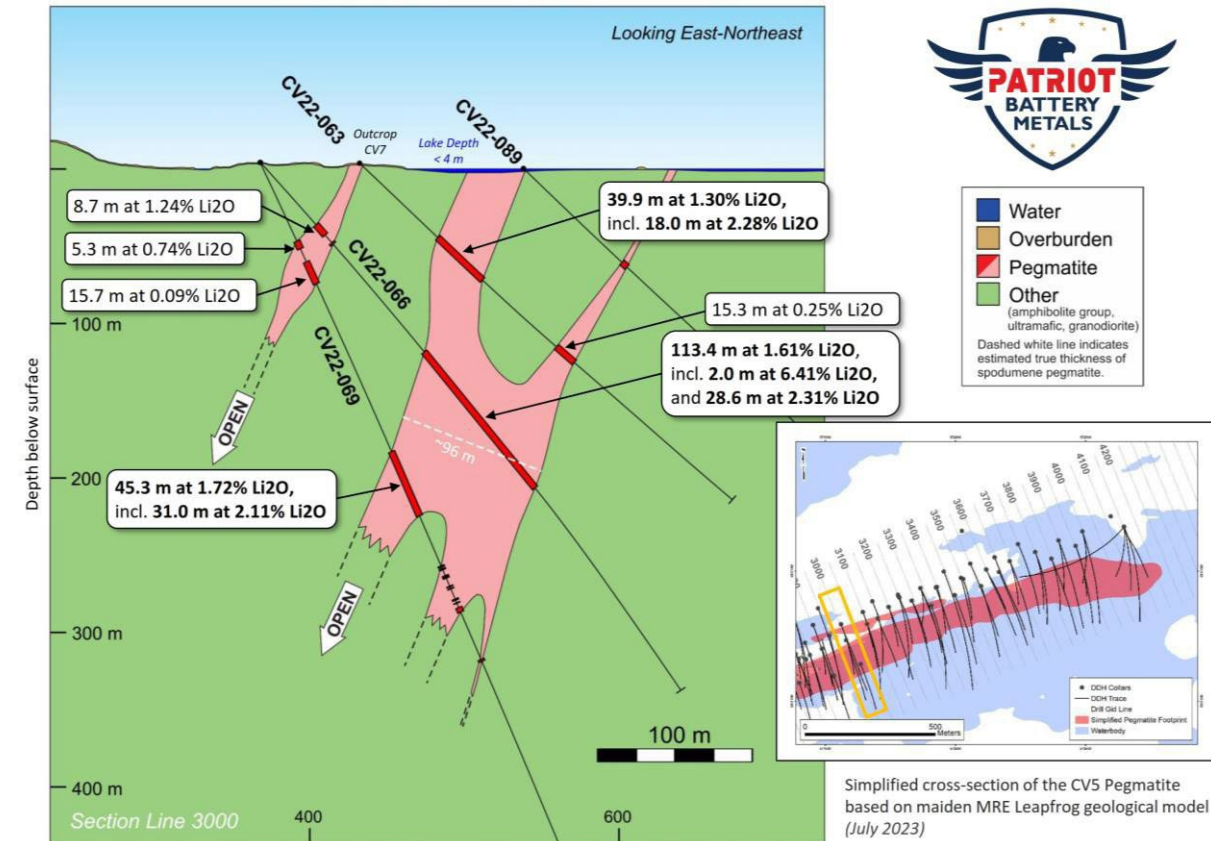 Looking East-Northeast
CV22-063
Outcrop
CV7
Lake Depth
< 4 m
CV22-089
8.7 m at 1.24% Li2O
5.3 m at 0.74% Li2O
15.7 m at 0.09% Li2O
39.9 m at 1.30% Li2O,
incl. 18.0 m at 2.28% Li2O
CV22-066
15.3 m at 0.25% Li2O
113.4 m at 1.61% Li2O,
incl. 2.0 m at 6.41% Li2O,
and 28.6 m at 2.31% Li2O
CV22-069
OPEN
~96 m
45.3 m at 1.72% Li2O,
incl. 31.0 m at 2.11% Li2O
OPEN
Depth below surface
100 m
200
300 m
400 m
100 m
Section Line 3000
400
600
PATRIOT
BATTERY
METALS
Water
Overburden
Pegmatite
Other
(amphibolite group,
ultramafic, granodiorite)
Dashed white line indicates
estimated true thickness of
spodumene pegmatite.
3000
3100
3200
3300
3400
3500
3600
3700
3800
3900
4000
4100
4200
DDH Collars
DDH Trace
Drill Gid Line
Simplified Pegmatite Footprint
Waterbody
0
500
Meters
Simplified cross-section of the CV5 Pegmatite
based on maiden MRE Leapfrog geological model
(July 2023)